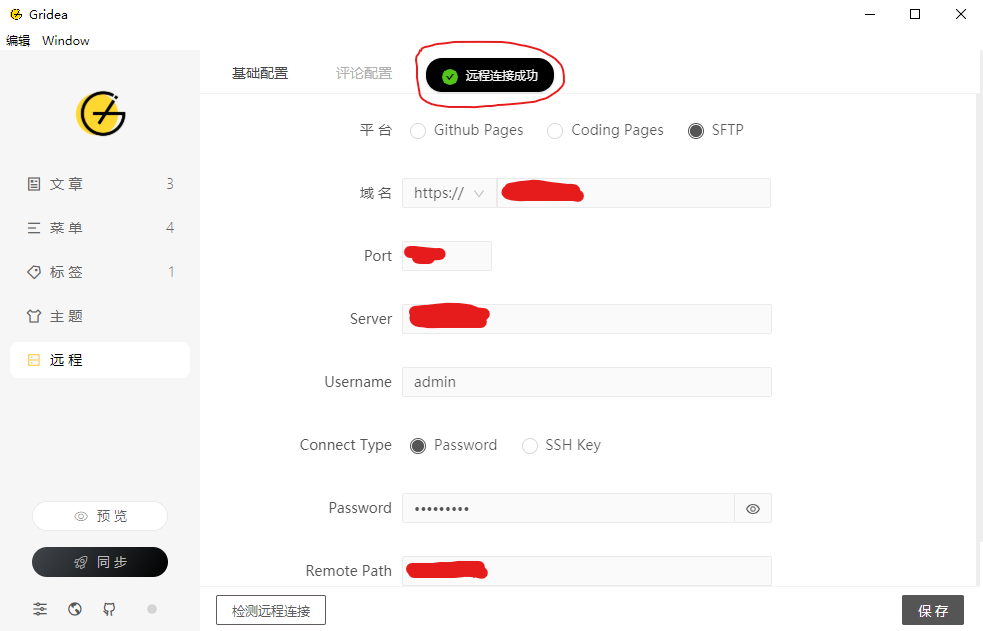 Gridea
编辑 Window
基础配置 评论配置 远程连接成功
平台 Github Pages Coding Pages SFTP
文章 3
域名 https://
菜单 4
Port
标签 1
主题
Server
远程
Username admin
Connect Type Password SSH Key
Password •••••••••
预览
同步
Remote Path
检测远程连接 保存